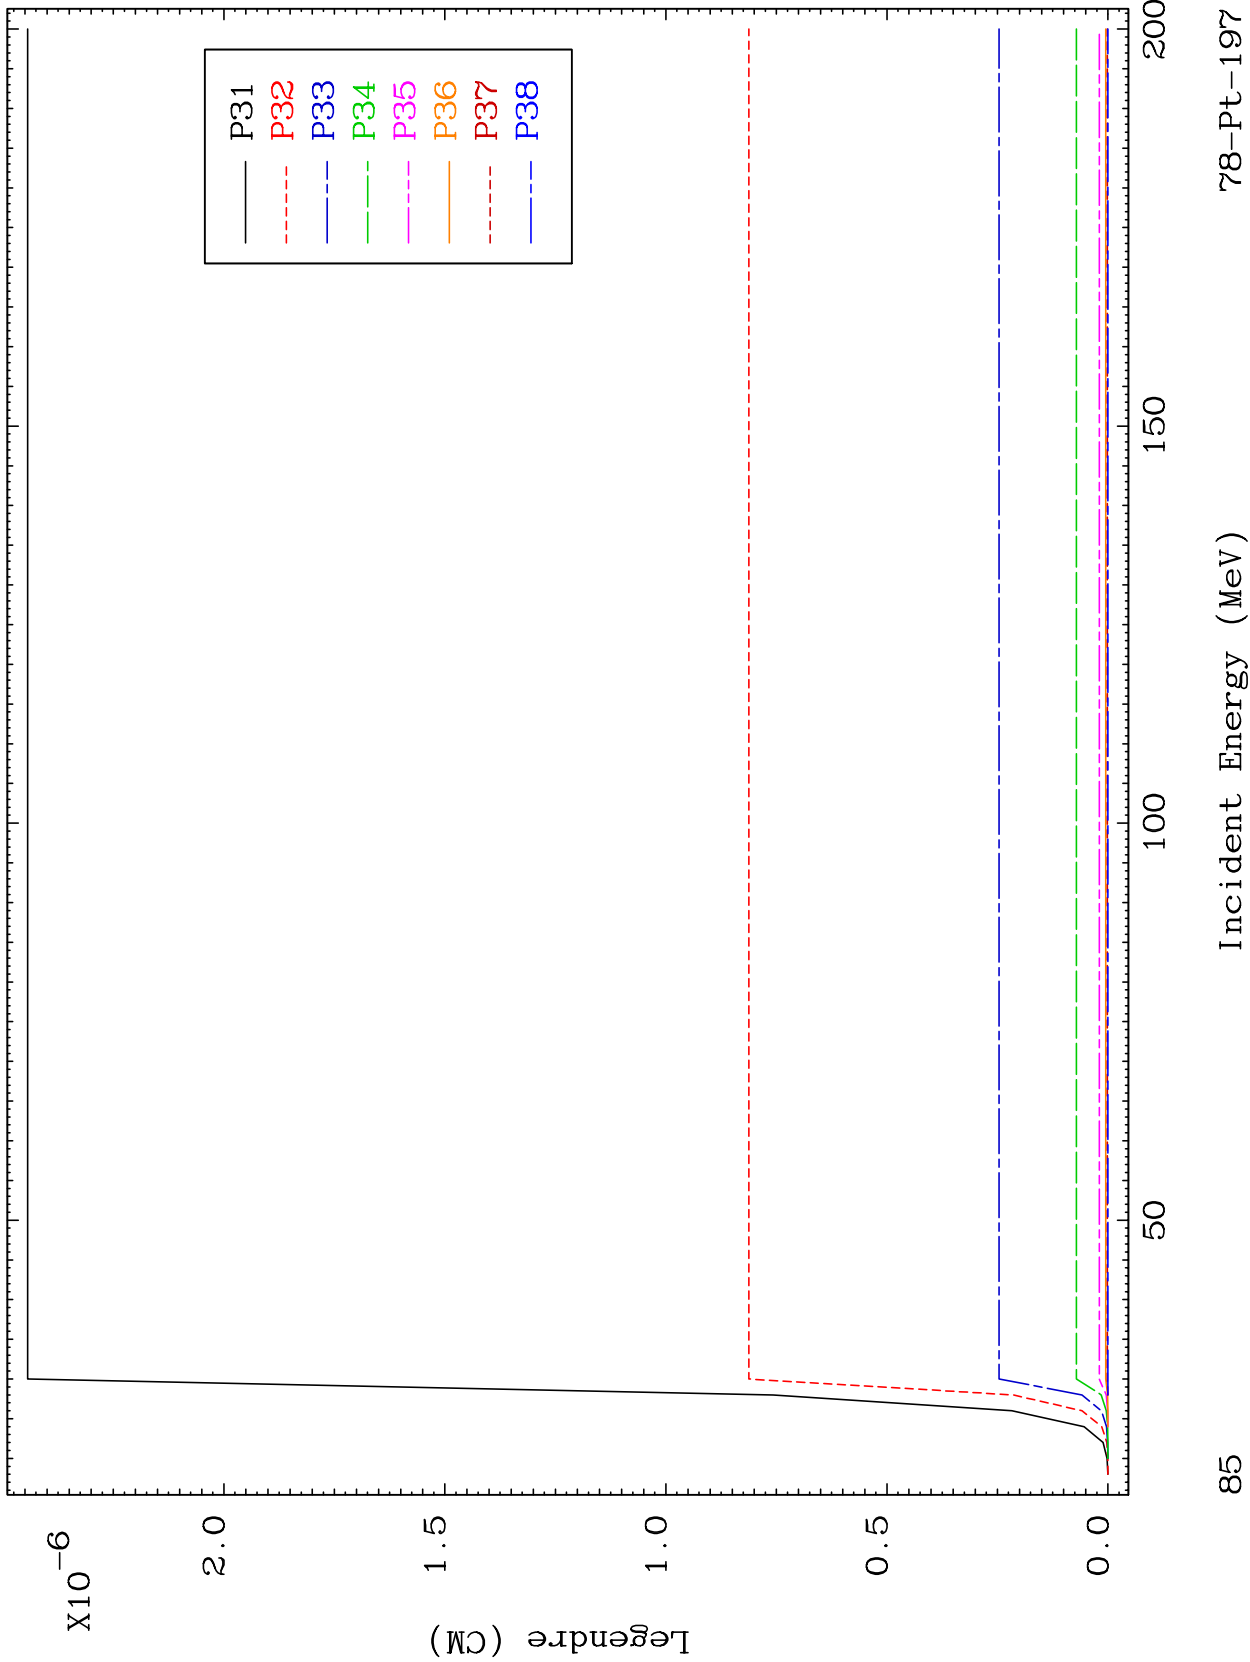 X10-6
2.0
1.5
1.0
0.5
0.0
Legendre (CM)
P31
P32
P33
P34
P35
P36
P37
P38
50
100
150
200
85
Incident Energy (MeV)
78-Pt-197